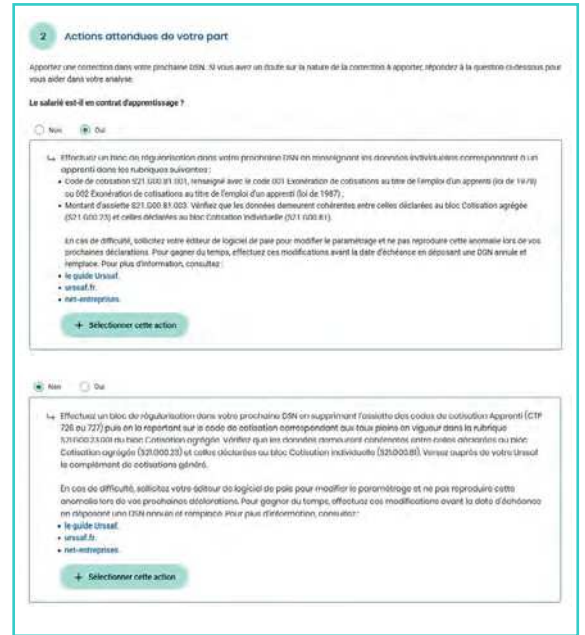 2 Actions attendues de votre part
Apportez une correction dans votre prochaine DSN. Si vous avez un doute sur la nature de la correction à apporter, répondez à la question ci-dessous pour
vous aider dans votre analyse.
Le salarié est-il en contrat d'apprentissage ?
Non Oui
Effectuez un bloc de régularisation dans votre prochaine DSN en renseignant les données individuelles correspondant à un
apprenti dans les rubriques suivantes :
• Code de cotisation S21.G00.81.001, renseigné avec le code 001 Exonération de cotisations au titre de l'emploi d'un apprenti (loi de 1979)
ou 002 Exonération de cotisations au titre de l'emploi d'un apprenti (loi de 1987) ;
• Montant d'assiette S21.G00.81.003. Vérifiez que les données demeurent cohérentes entre celles déclarées au bloc Cotisation agrégée
(S21.G00.23) et celles déclarées au bloc Cotisation individuelle (S21.G00.81).
En cas de difficulté, sollicitez votre éditeur de logiciel de paie pour modifier le paramétrage et ne pas reproduire cette anomalie lors de vos
prochaines déclarations. Pour gagner du temps, effectuez ces modifications avant la date d'échéance en déposant une DSN annule et
remplace. Pour plus d'information, consultez :
• le guide Urssaf.
• urssaf.fr.
• net-entreprises.
+ Sélectionner cette action
Non Oui
Effectuez un bloc de régularisation dans votre prochaine DSN en supprimant l'assiette des codes de cotisation Apprenti (CTP
726 ou 727) puis en la reportant sur le code de cotisation correspondant aux taux pleins en vigueur dans la rubrique
S21.G00.23.001 du bloc Cotisation agrégée. Vérifiez que les données demeurent cohérentes entre celles déclarées au bloc
Cotisation agrégée (S21.G00.23) et celles déclarées au bloc Cotisation individuelle (S21.G00.81). Versez auprès de votre Urssaf
le complément de cotisations généré.
En cas de difficulté, sollicitez votre éditeur de logiciel de paie pour modifier le paramétrage et ne pas reproduire cette
anomalie lors de vos prochaines déclarations. Pour gagner du temps, effectuez ces modifications avant la date d'échéance
en déposant une DSN annule et remplace. Pour plus d'information, consultez :
• le guide Urssaf.
• urssaf.fr.
• net-entreprises.
+ Sélectionner cette action